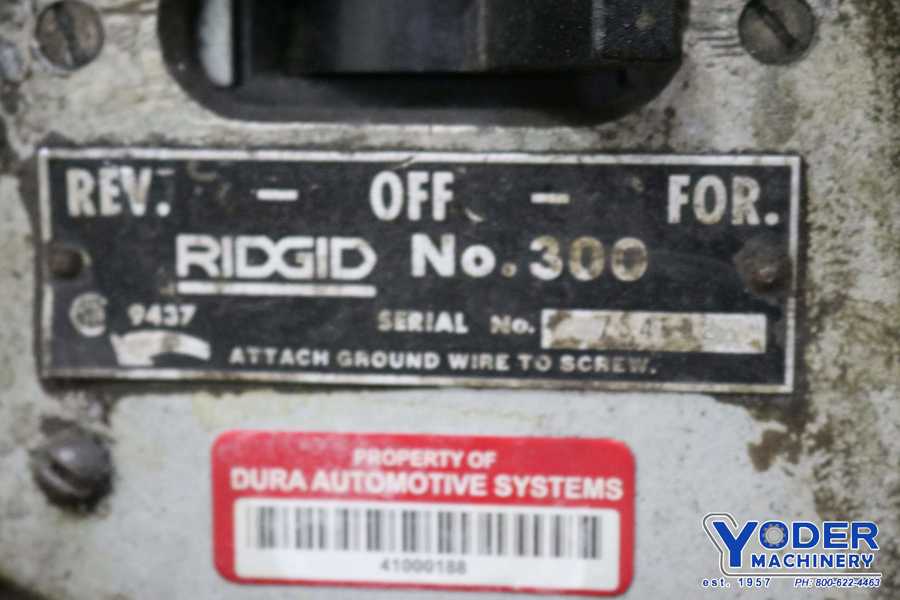 REV. - OFF - FOR.
RIDGID No. 300
9437
SERIAL No.
ATTACH GROUND WIRE TO SCREW.
PROPERTY OF
DURA AUTOMOTIVE SYSTEMS
41000188
YODER
MACHINERY
est. 1957 PH: 800-622-4463